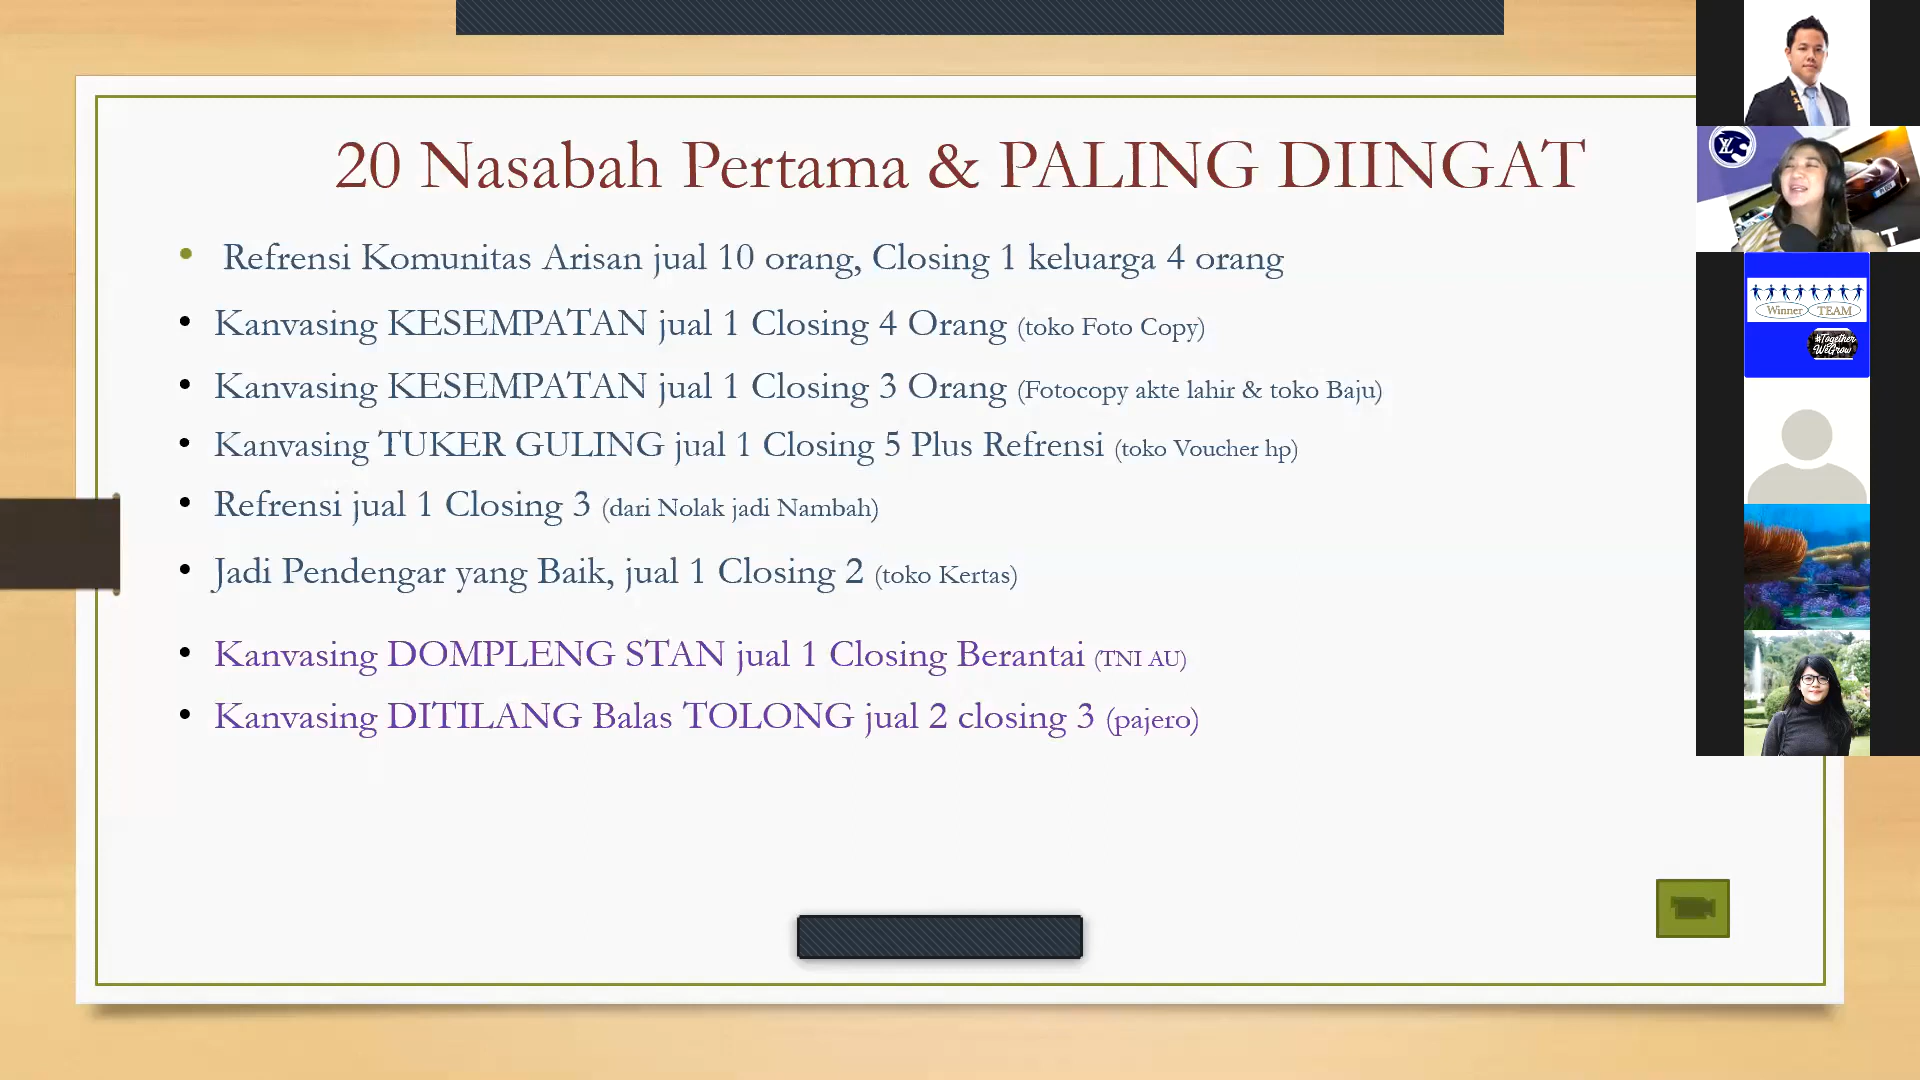 20 Nasabah Pertama & PALING DIINGAT
Refrensi Komunitas Arisan jual 10 orang, Closing 1 keluarga 4 orang
Kanvasing KESEMPATAN jual 1 Closing 4 Orang (toko Foto Copy)
Kanvasing KESEMPATAN jual 1 Closing 3 Orang (Fotocopy akte lahir & toko Baju)
Kanvasing TUKER GULING jual 1 Closing 5 Plus Refrensi (toko Voucher hp)
Refrensi jual 1 Closing 3 (dari Nolak jadi Nambah)
Jadi Pendengar yang Baik, jual 1 Closing 2 (toko Kertas)
Kanvasing DOMPLENG STAN jual 1 Closing Berantai (TNI AU)
Kanvasing DITILANG Balas TOLONG jual 2 closing 3 (pajero)
Winner TEAM
#Together
WeGrow